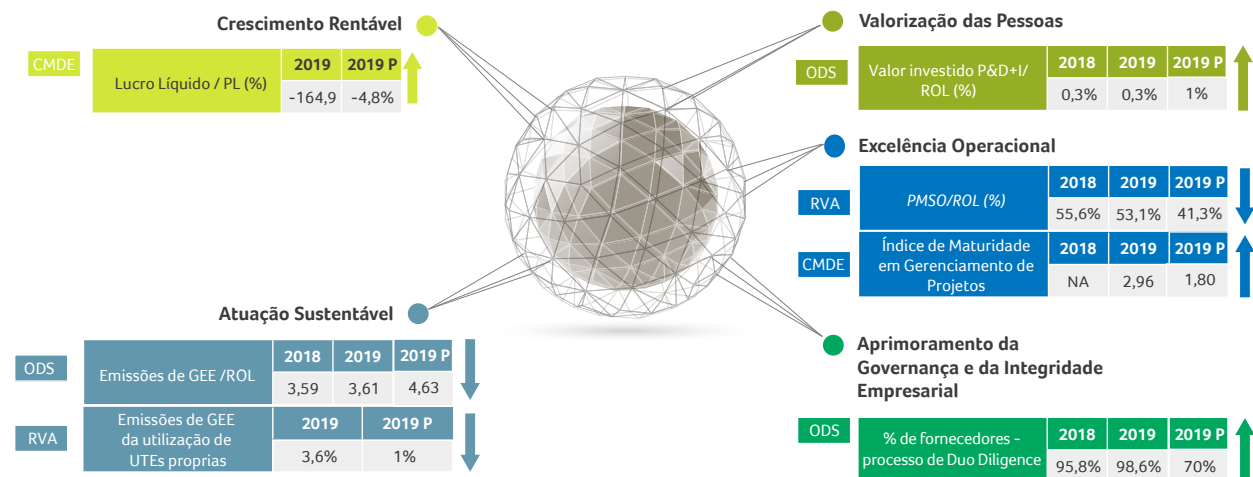 Crescimento Rentável
CMDE
Lucro Líquido / PL (%)
2019 2019 P
-164,9 -4,8%
Valorização das Pessoas
ODS
Valor investido P&D+I/
ROL (%)
2018 2019 2019 P
0,3% 0,3% 1%
Excelência Operacional
RVA
PMSO/ROL (%)
2018 2019 2019 P
55,6% 53,1% 41,3%
CMDE
Índice de Maturidade
em Gerenciamento de
Projetos
2018 2019 2019 P
NA 2,96 1,80
Atuação Sustentável
ODS
Emissões de GEE /ROL
2018 2019 2019 P
3,59 3,61 4,63
RVA
Emissões de GEE
da utilização de
UTEs proprias
2019 2019 P
3,6% 1%
Aprimoramento da
Governança e da Integridade
Empresarial
ODS
% de fornecedores -
processo de Duo Diligence
2018 2019 2019 P
95,8% 98,6% 70%